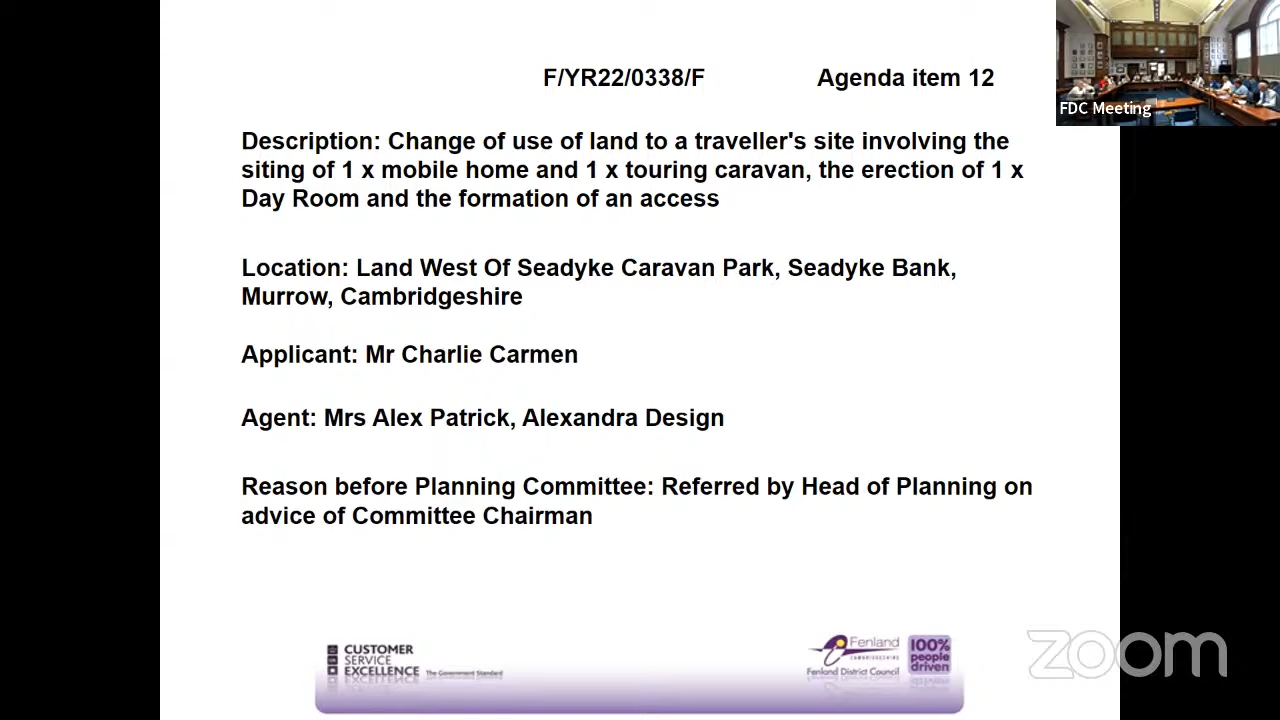 F/YR22/0338/F Agenda item 12
FDC Meeting
Description: Change of use of land to a traveller's site involving the
siting of 1 x mobile home and 1 x touring caravan, the erection of 1 x
Day Room and the formation of an access
Location: Land West Of Seadyke Caravan Park, Seadyke Bank,
Murrow, Cambridgeshire
Applicant: Mr Charlie Carmen
Agent: Mrs Alex Patrick, Alexandra Design
Reason before Planning Committee: Referred by Head of Planning on
advice of Committee Chairman
CUSTOMER
SERVICE
EXCELLENCE
The Government Standard
Fenland
CAMBRIDGESHIRE
Fenland District Council
100%
people
driven
zoom